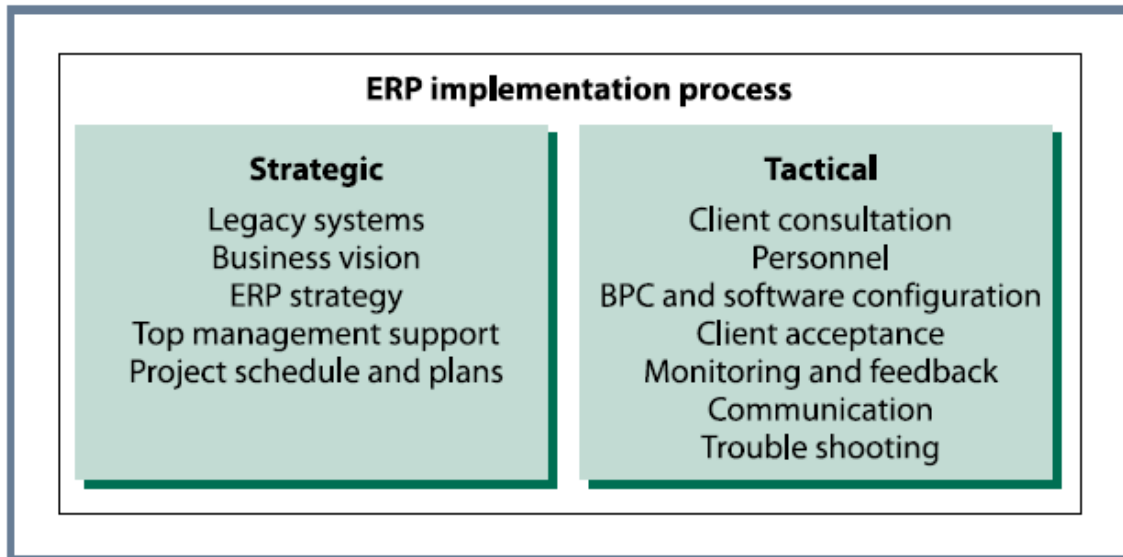 ERP implementation process
Strategic
Legacy systems
Business vision
ERP strategy
Top management support
Project schedule and plans
Tactical
Client consultation
Personnel
BPC and software configuration
Client acceptance
Monitoring and feedback
Communication
Trouble shooting